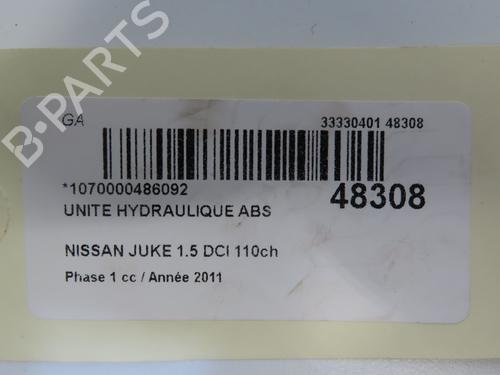 GA
33330401 48308
*1070000486092
48308
UNITE HYDRAULIQUE ABS
NISSAN JUKE 1.5 DCI 110ch
Phase 1 cc / Année 2011
B-PARTS